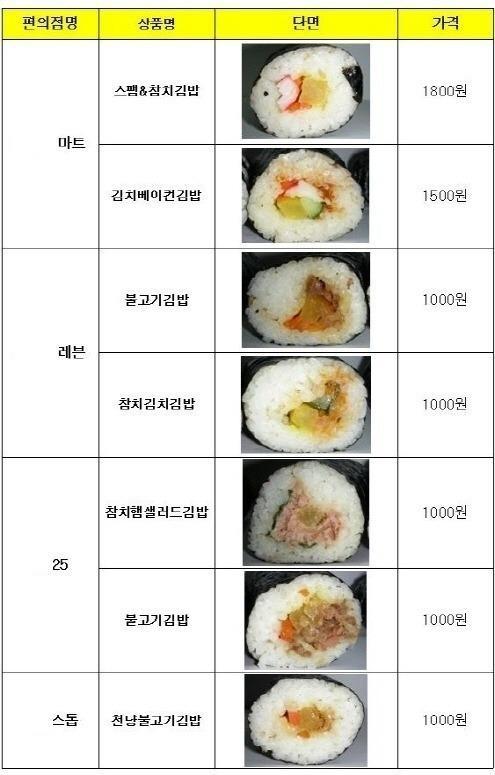 편의점명 상품명 단면 가격
마트
스팸&참치김밥 1800원
김치베이컨김밥 1500원
레븐
불고기김밥 1000원
참치김치김밥 1000원
25
참치햄샐러드김밥 1000원
불고기김밥 1000원
스톱
천냥불고기김밥 1000원